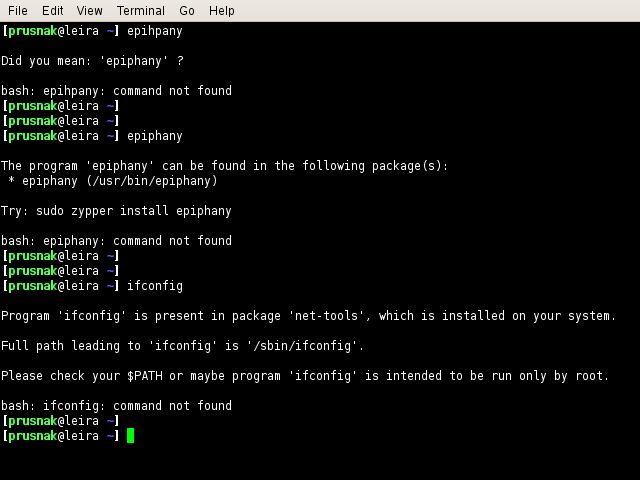 File Edit View Terminal Go Help
[prusnak@leira ~] epihpany
Did you mean: 'epiphany' ?
bash: epihpany: command not found
[prusnak@leira ~]
[prusnak@leira ~]
[prusnak@leira ~] epiphany
The program 'epiphany' can be found in the following package(s):
* epiphany (/usr/bin/epiphany)
Try: sudo zypper install epiphany
bash: epiphany: command not found
[prusnak@leira ~]
[prusnak@leira ~]
[prusnak@leira ~] ifconfig
Program 'ifconfig' is present in package 'net-tools', which is installed on your system.
Full path leading to 'ifconfig' is '/sbin/ifconfig'.
Please check your $PATH or maybe program 'ifconfig' is intended to be run only by root.
bash: ifconfig: command not found
[prusnak@leira ~]
[prusnak@leira ~]